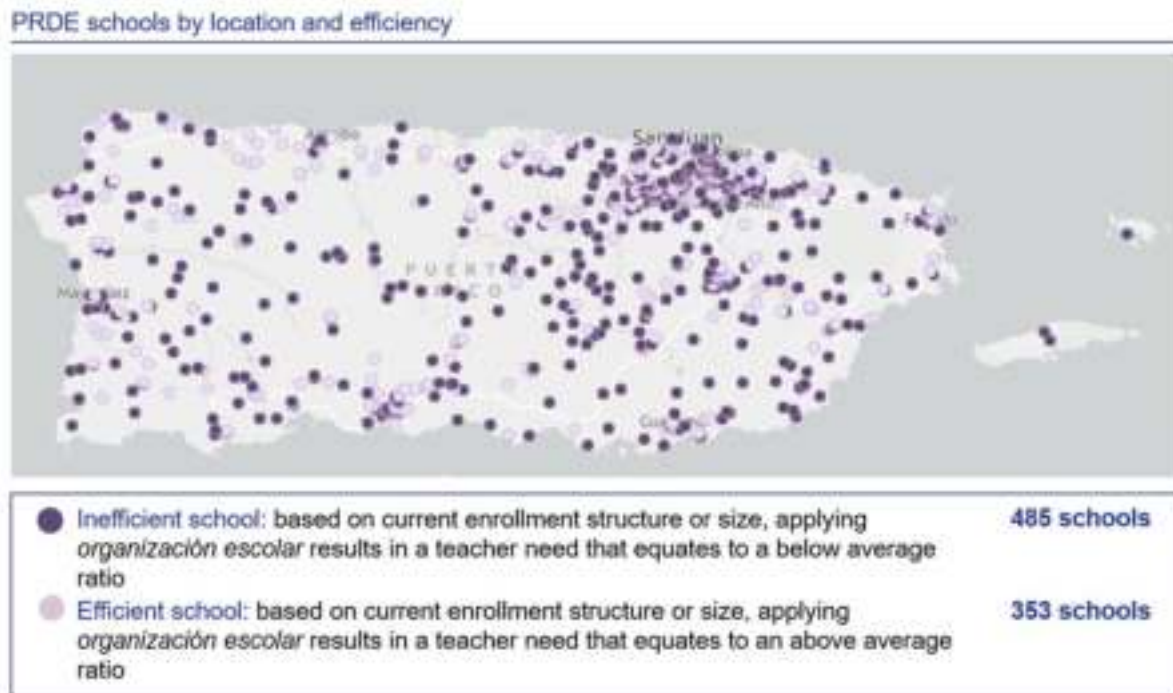 PRDE schools by location and efficiency
San Juan
PUERTO
Inefficient school: based on current enrollment structure or size, applying
485 schools
organización escolar results in a teacher need that equates to a below average
ratio
Efficient school: based on current enrollment structure or size, applying
353 schools
organización escolar results in a teacher need that equates to an above average
ratio